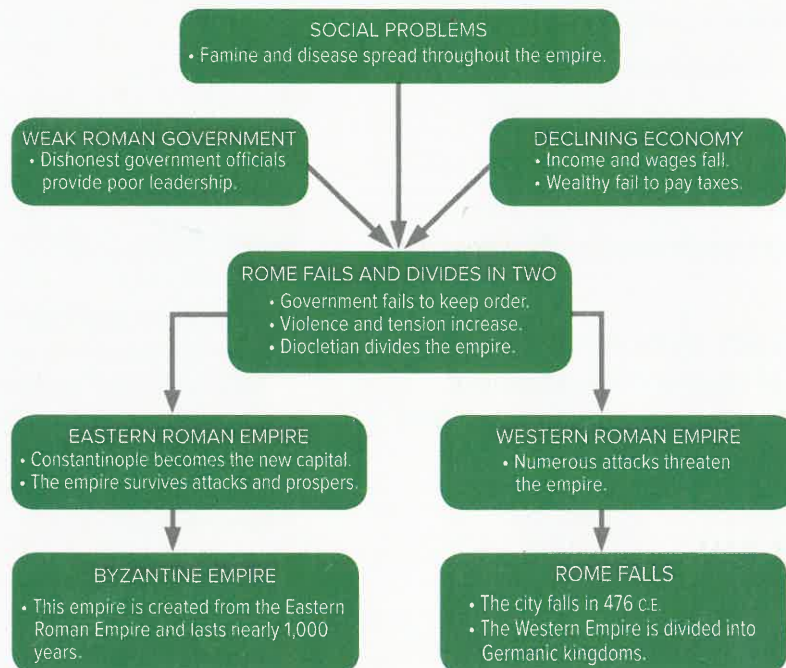 SOCIAL PROBLEMS
• Famine and disease spread throughout the empire.
WEAK ROMAN GOVERNMENT
• Dishonest government officials
provide poor leadership.
DECLINING ECONOMY
• Income and wages fall.
• Wealthy fail to pay taxes.
ROME FAILS AND DIVIDES IN TWO
• Government fails to keep order.
• Violence and tension increase.
• Diocletian divides the empire.
EASTERN ROMAN EMPIRE
• Constantinople becomes the new capital.
• The empire survives attacks and prospers.
WESTERN ROMAN EMPIRE
• Numerous attacks threaten
the empire.
BYZANTINE EMPIRE
• This empire is created from the Eastern
Roman Empire and lasts nearly 1,000
years.
ROME FALLS
• The city falls in 476 C.E.
• The Western Empire is divided into
Germanic kingdoms.